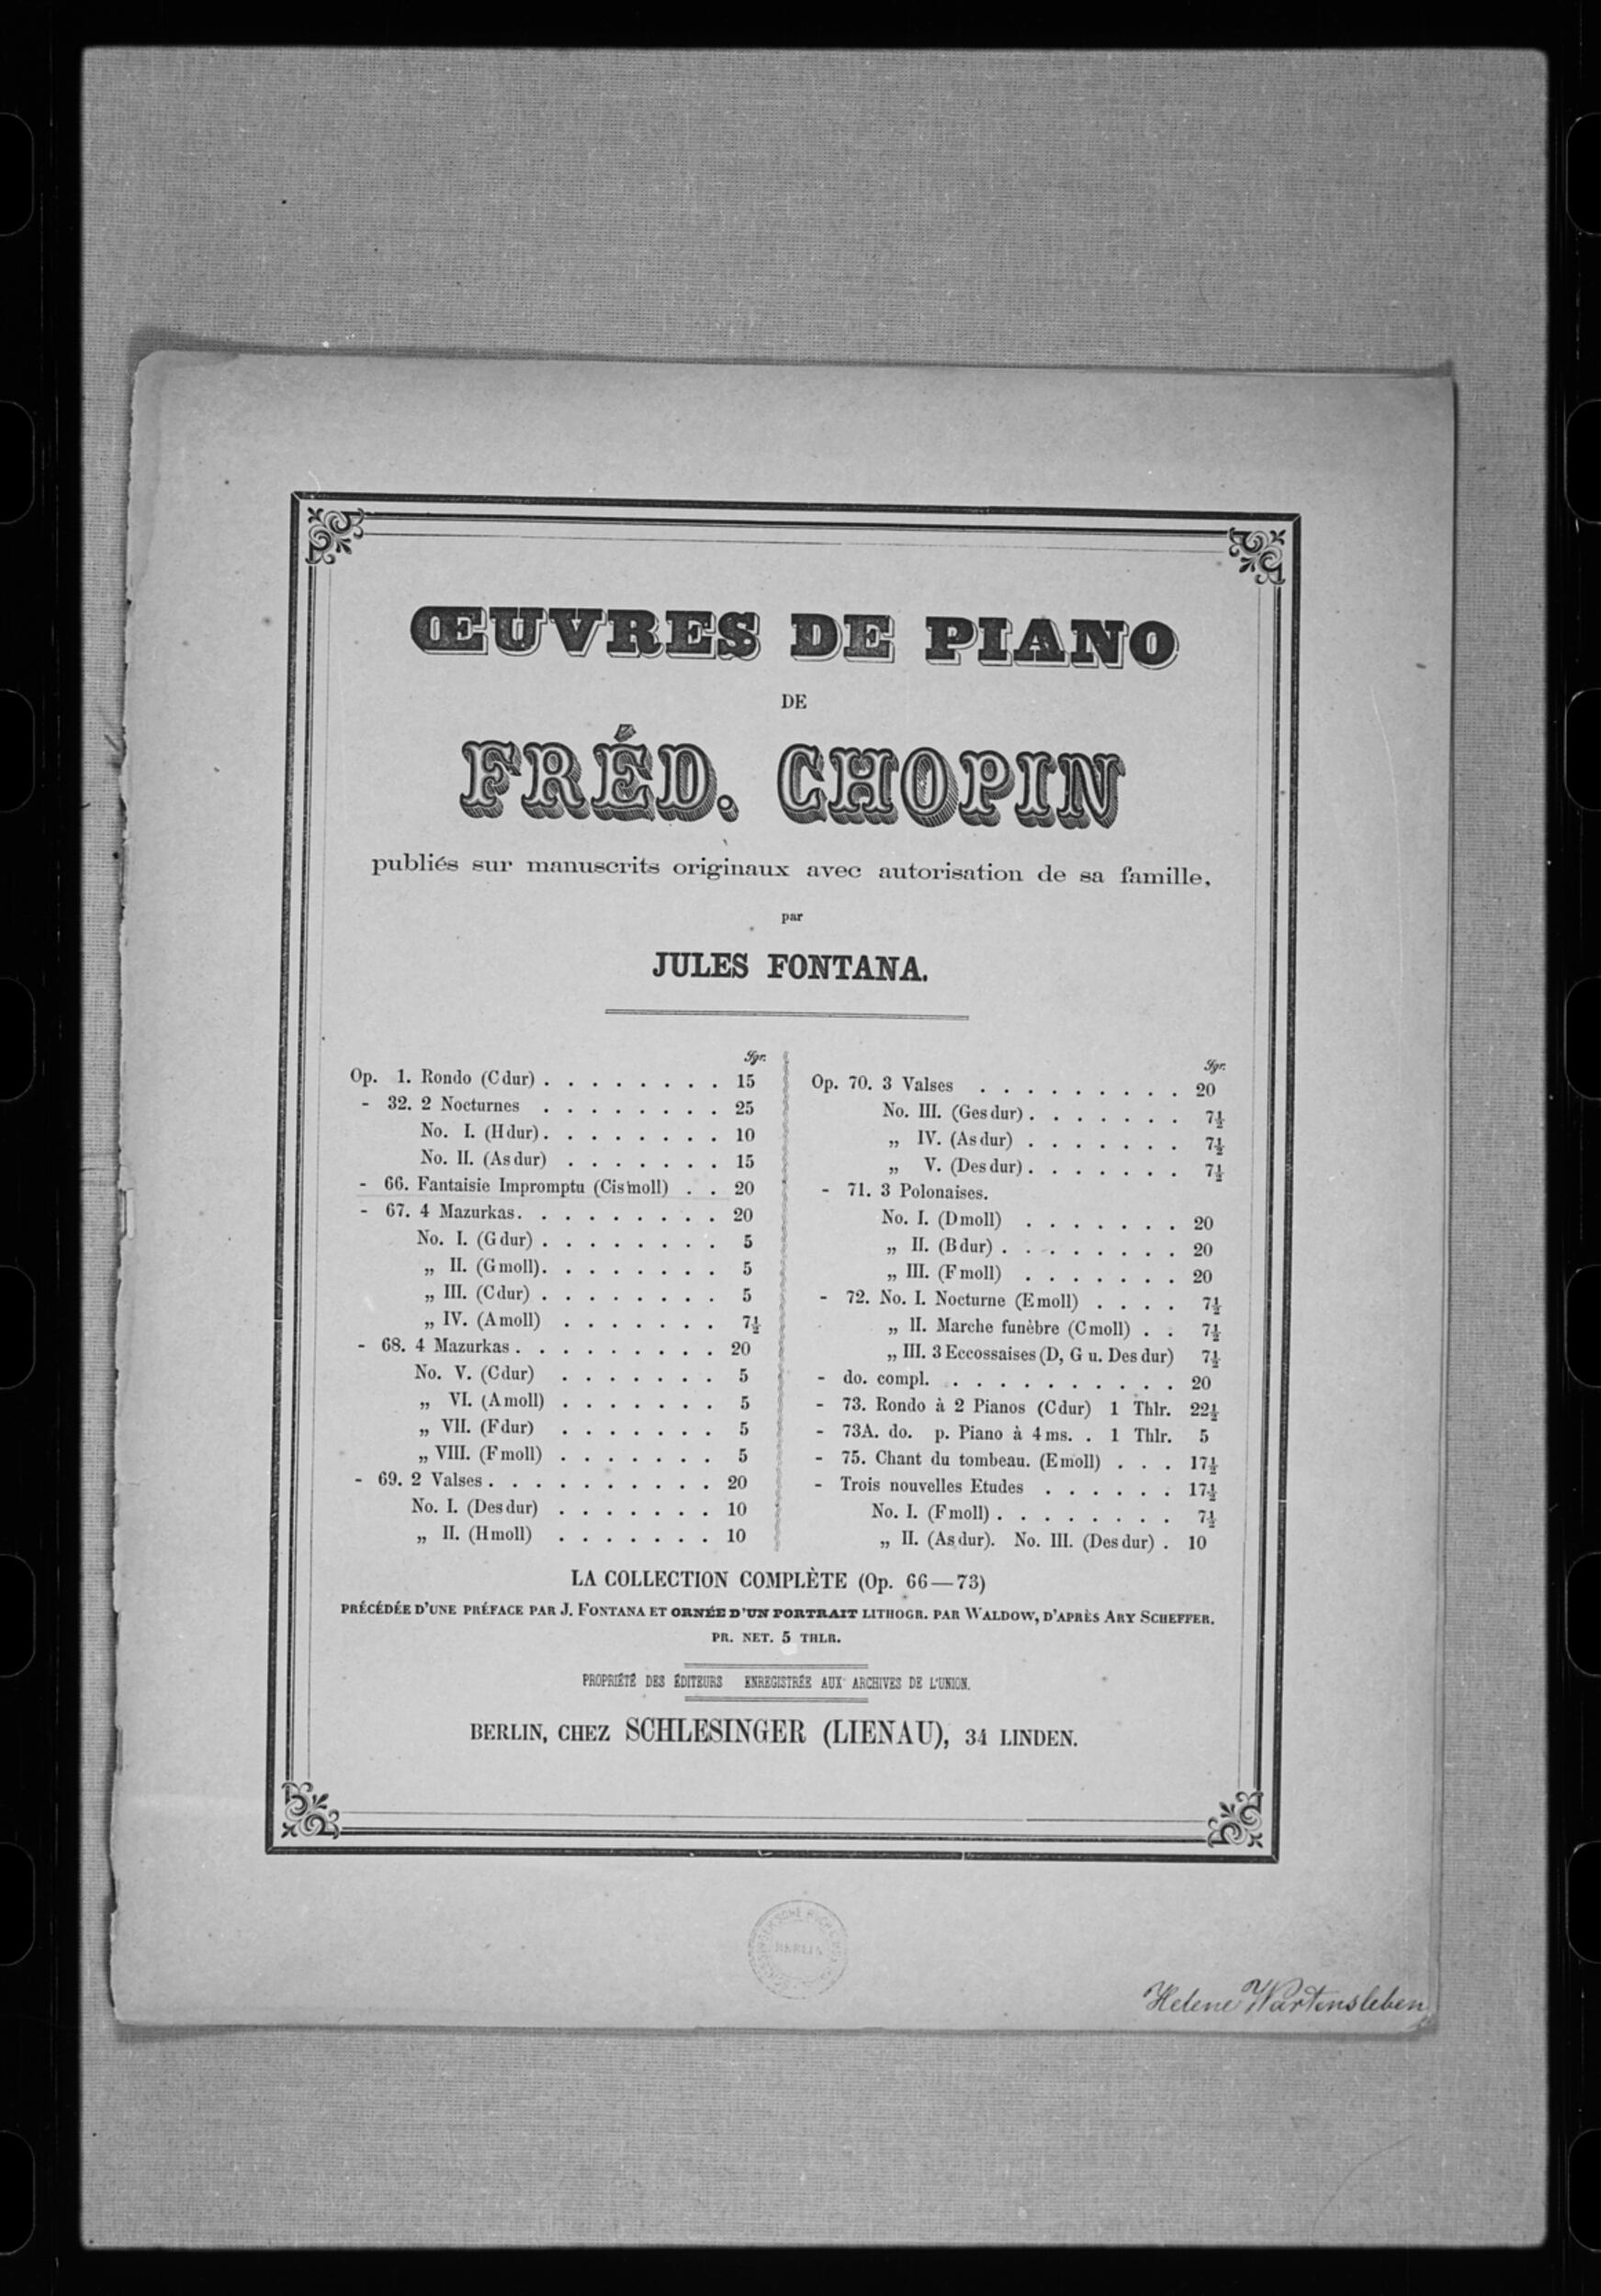 ŒUVRES DE PIANO
DE
FRÉD. CHOPIN
publiés sur manuscrits originaux avec autorisation de sa famille,
par
JULES FONTANA.
Sgr.
Op. 1. Rondo (C dur) . . . . . . . . 15
- 32. 2 Nocturnes . . . . . . . . 25
No. I. (H dur) . . . . . . . . 10
No. II. (As dur) . . . . . . . 15
- 66. Fantaisie Impromptu (Cis moll) . . 20
- 67. 4 Mazurkas . . . . . . . . . 20
No. I. (G dur) . . . . . . . . 5
„ II. (G moll) . . . . . . . . 5
„ III. (C dur) . . . . . . . . 5
„ IV. (A moll) . . . . . . . 7½
- 68. 4 Mazurkas . . . . . . . . . 20
No. V. (C dur) . . . . . . . 5
„ VI. (A moll) . . . . . . . 5
„ VII. (F dur) . . . . . . . 5
„ VIII. (F moll) . . . . . . . 5
- 69. 2 Valses . . . . . . . . . . 20
No. I. (Des dur) . . . . . . . 10
„ II. (H moll) . . . . . . . 10
Sgr.
Op. 70. 3 Valses . . . . . . . . . 20
No. III. (Ges dur) . . . . . . . 7½
„ IV. (As dur) . . . . . . . 7½
„ V. (Des dur) . . . . . . . 7½
- 71. 3 Polonaises.
No. I. (D moll) . . . . . . . 20
„ II. (B dur) . . . . . . . . 20
„ III. (F moll) . . . . . . . 20
- 72. No. I. Nocturne (E moll) . . . . 7½
„ II. Marche funèbre (C moll) . . 7½
„ III. 3 Eccossaises (D, G u. Des dur) 7½
- do. compl. . . . . . . . . . . 20
- 73. Rondo à 2 Pianos (C dur) 1 Thlr. 22½
- 73A. do. p. Piano à 4 ms. . 1 Thlr. 5
- 75. Chant du tombeau. (E moll) . . . 17½
- Trois nouvelles Etudes . . . . . . 17½
No. I. (F moll) . . . . . . . . 7½
„ II. (As dur). No. III. (Des dur) . 10
LA COLLECTION COMPLÈTE (Op. 66—73)
PRÉCÉDÉE D'UNE PRÉFACE PAR J. FONTANA ET ORNÉE D'UN PORTRAIT LITHOGR. PAR WALDOW, D'APRÈS ARY SCHEFFER.
PR. NET. 5 THLR.
PROPRIÉTÉ DES ÉDITEURS ENREGISTRÉE AUX ARCHIVES DE L'UNION.
BERLIN, CHEZ SCHLESINGER (LIENAU), 34 LINDEN.
Helene Wartensleben